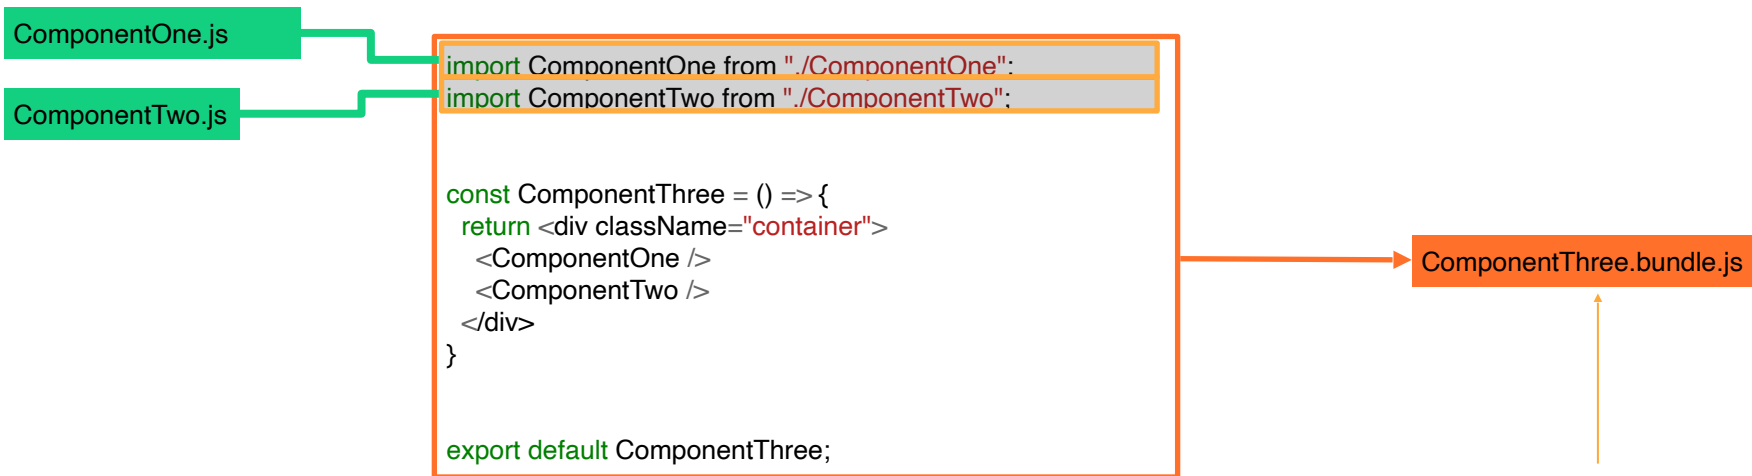 ComponentOne.js
import ComponentOne from "./ComponentOne";
import ComponentTwo from "./ComponentTwo";
ComponentTwo.js
const ComponentThree = () => {
return <div className="container">
<ComponentOne />
<ComponentTwo />
</div>
}
ComponentThree.bundle.js
export default ComponentThree;